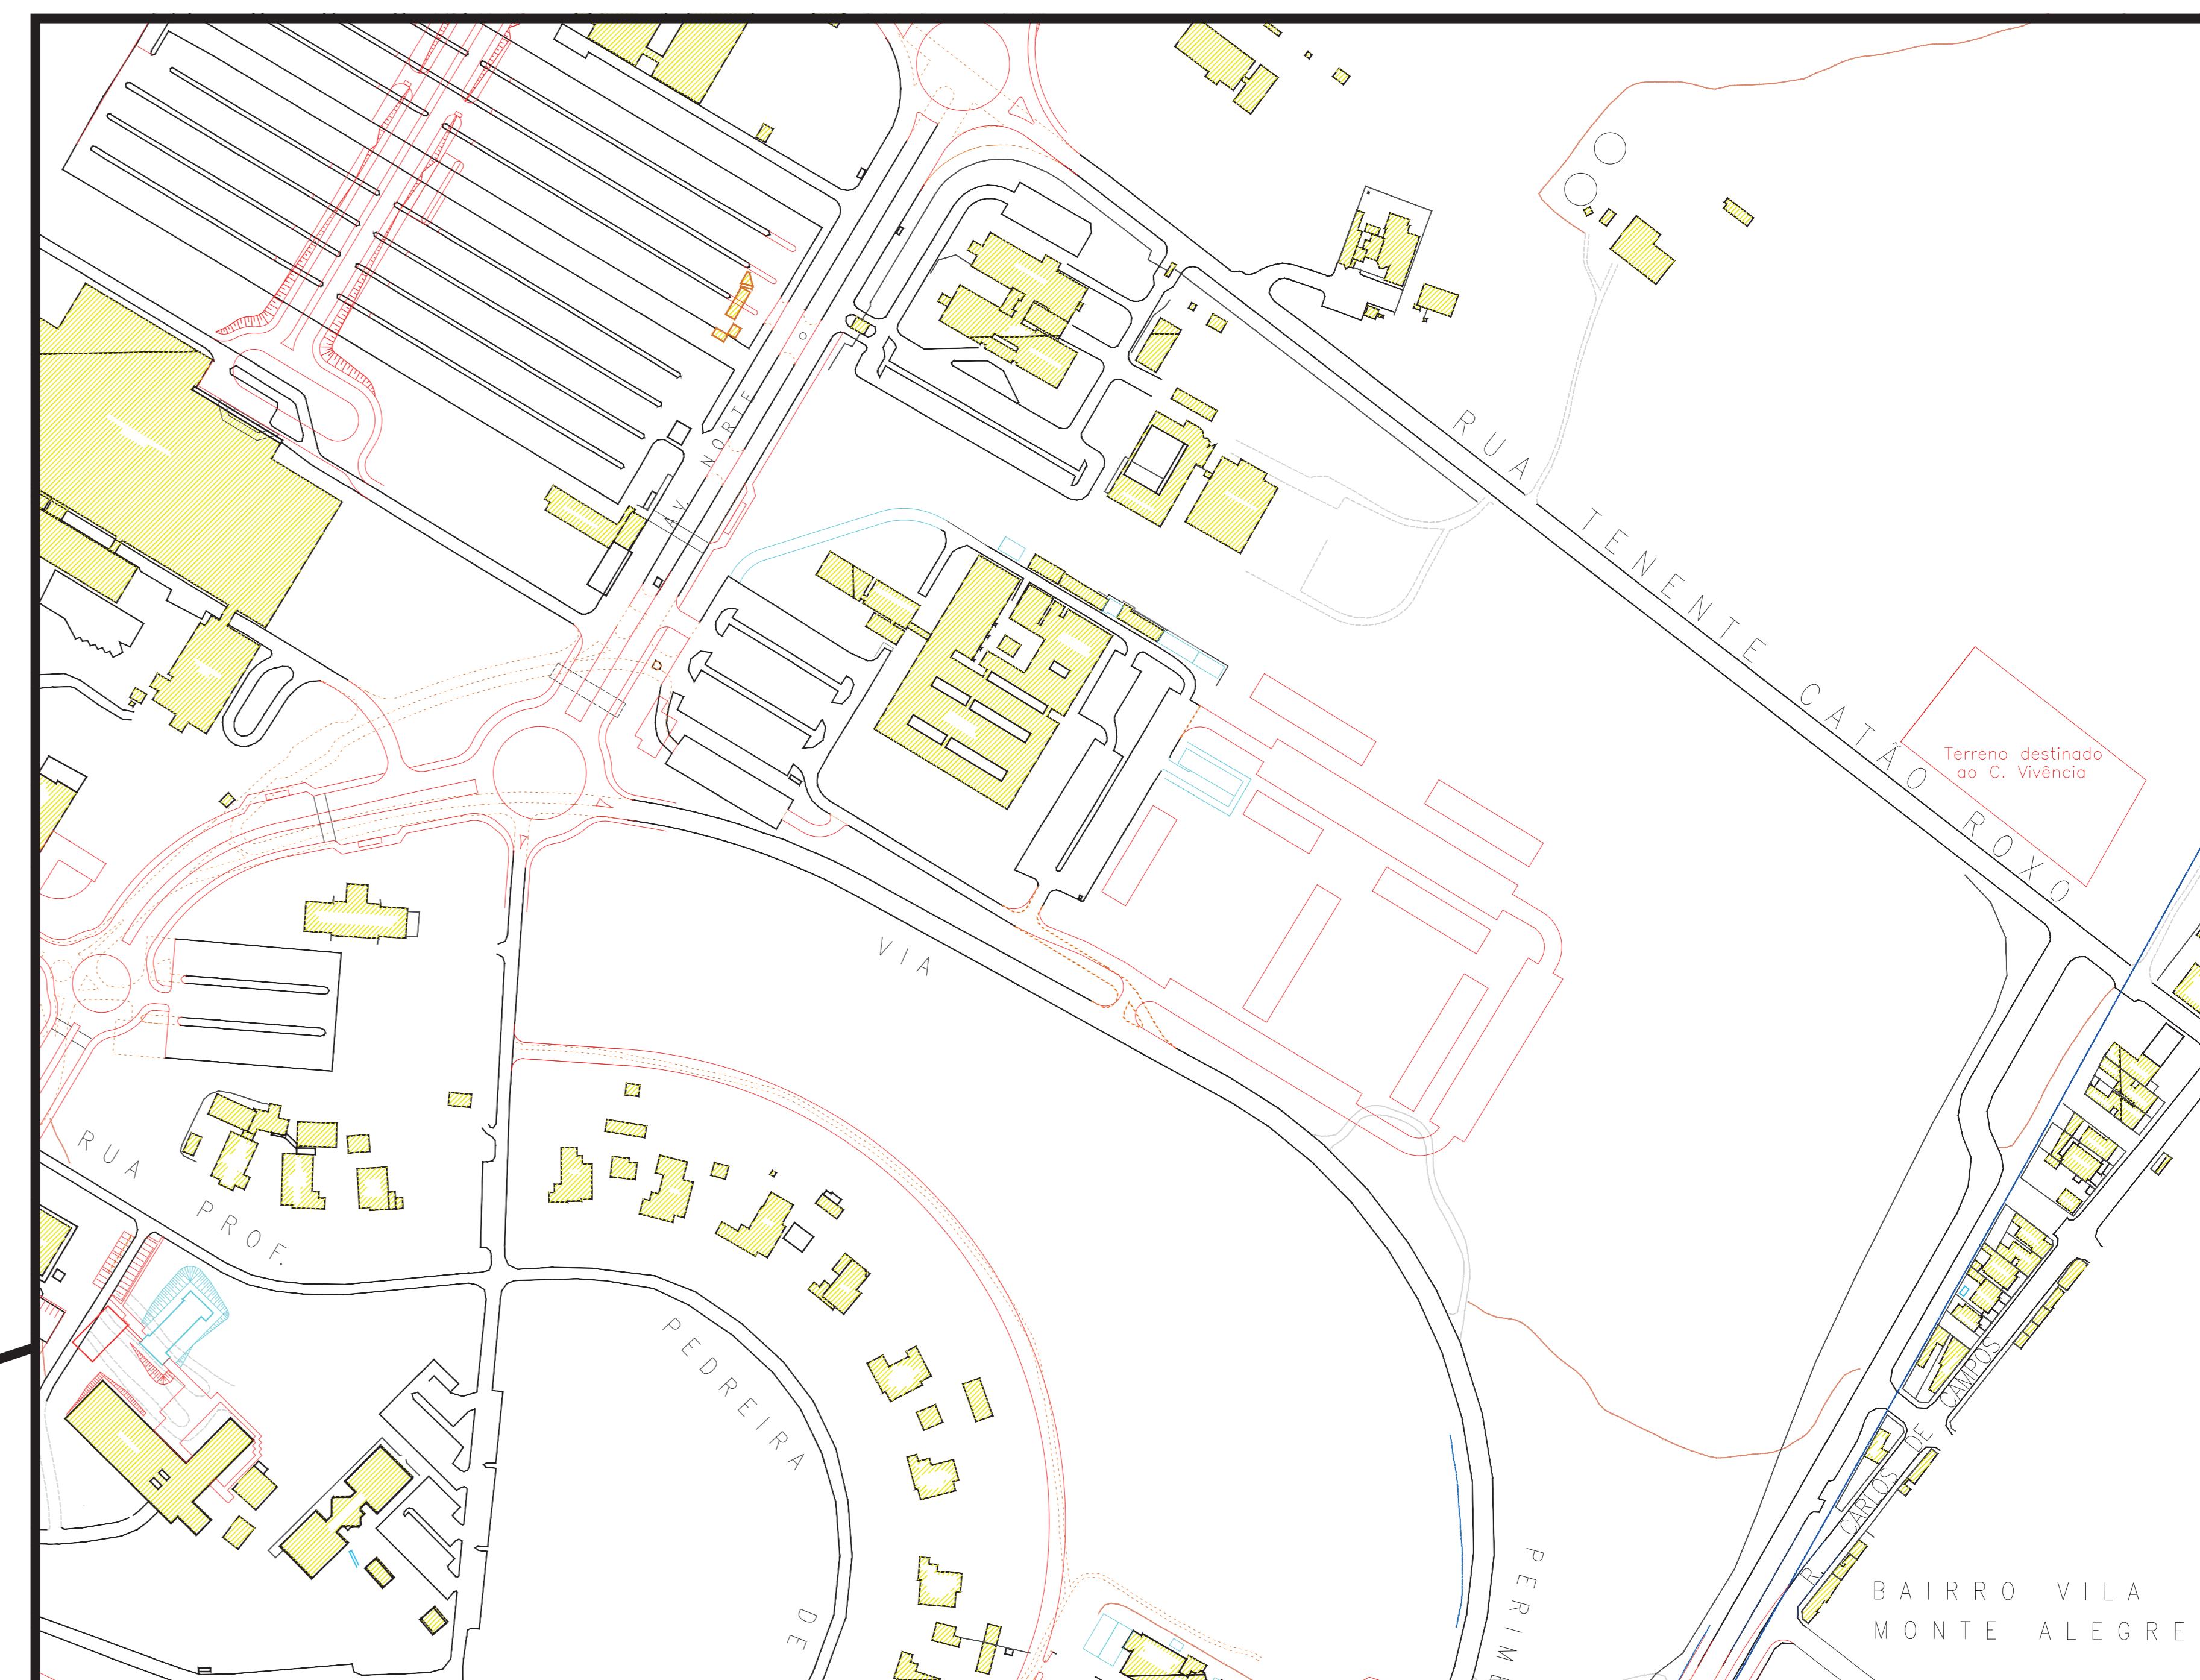 AV. NORTE
RUA TENENTE CATÃO ROXO
Terreno destinado
ao C. Vivência
VIA
RUA PROF.
PEDREIRA
DE
PERIME
R. CARLOS DE CAMPOS
BAIRRO VILA
MONTE ALEGRE